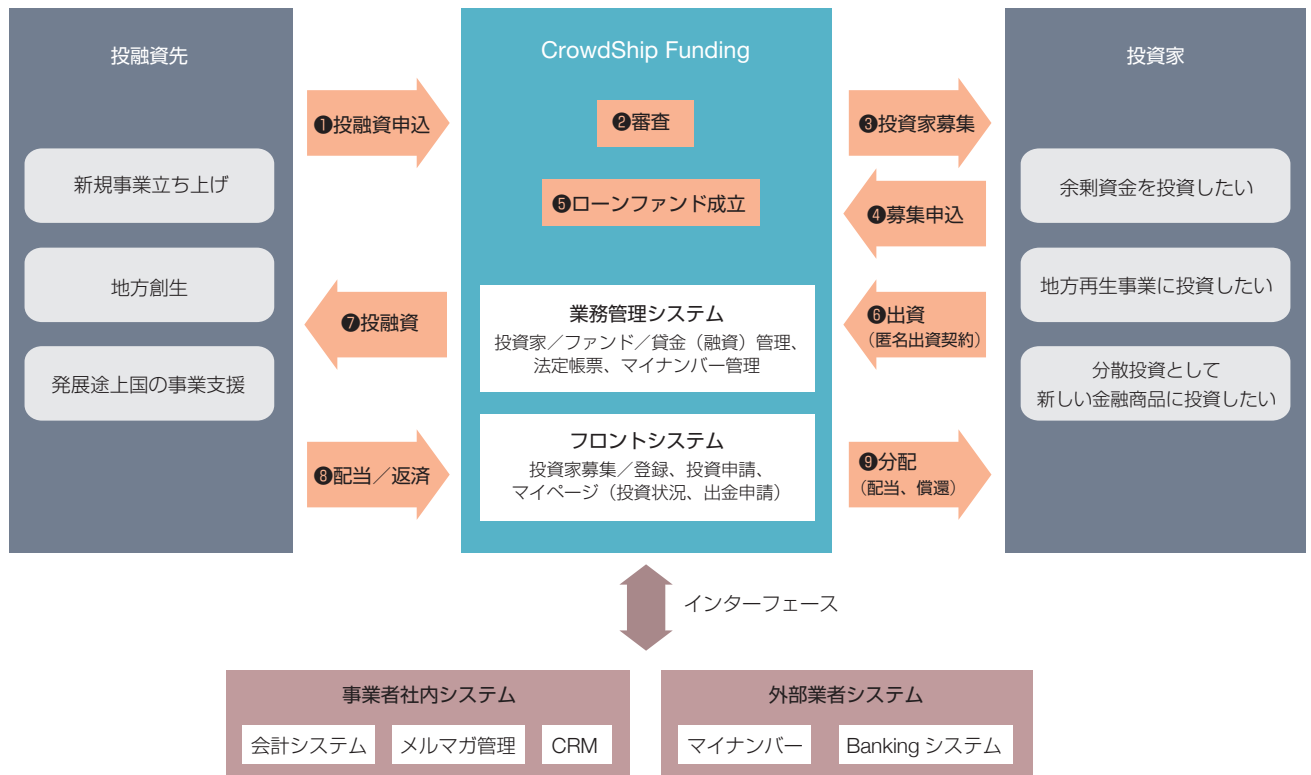 投融資先
新規事業立ち上げ
地方創生
発展途上国の事業支援
❶投融資申込
❼投融資
❽配当／返済
CrowdShip Funding
❷審査
❺ローンファンド成立
業務管理システム
投資家／ファンド／貸金（融資）管理、
法定帳票、マイナンバー管理
フロントシステム
投資家募集／登録、投資申請、
マイページ（投資状況、出金申請）
❸投資家募集
❹募集申込
❻出資
（匿名出資契約）
❾分配
（配当、償還）
投資家
余剰資金を投資したい
地方再生事業に投資したい
分散投資として
新しい金融商品に投資したい
インターフェース
事業者社内システム
会計システム
メルマガ管理
CRM
外部業者システム
マイナンバー
Banking システム